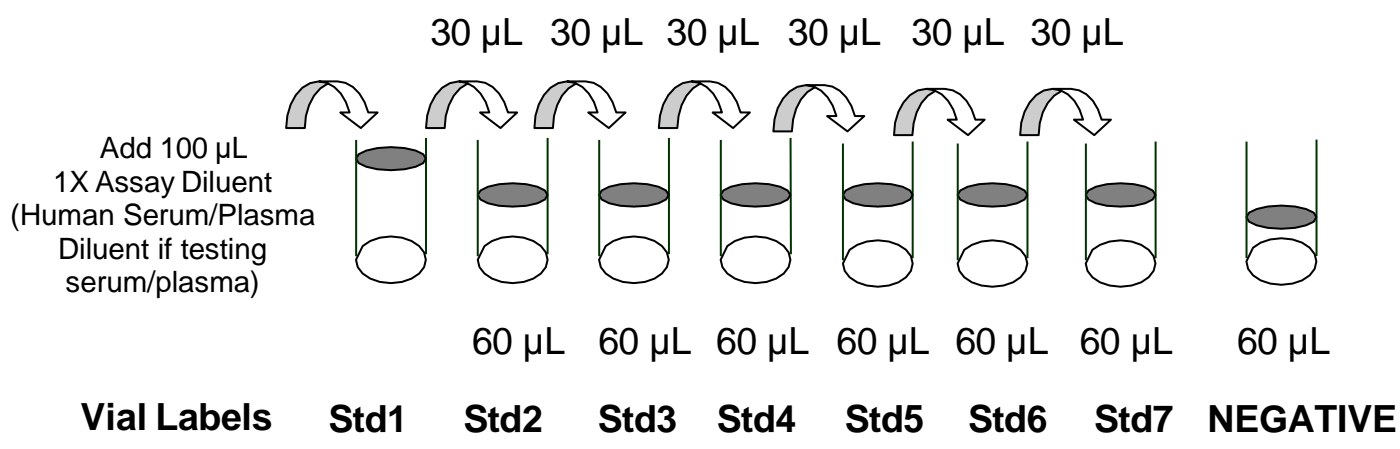 30 µL 30 µL 30 µL 30 µL 30 µL 30 µL
Add 100 µL
1X Assay Diluent
(Human Serum/Plasma
Diluent if testing
serum/plasma)
60 µL 60 µL 60 µL 60 µL 60 µL 60 µL 60 µL
Vial Labels Std1 Std2 Std3 Std4 Std5 Std6 Std7 NEGATIVE